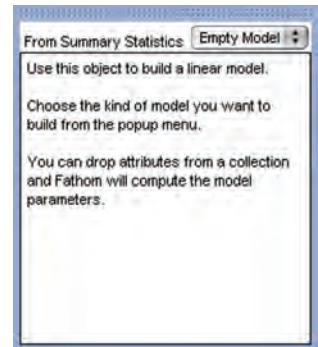 From Summary Statistics Empty Model
Use this object to build a linear model.
Choose the kind of model you want to
build from the popup menu.
You can drop attributes from a collection
and Fathom will compute the model
parameters.